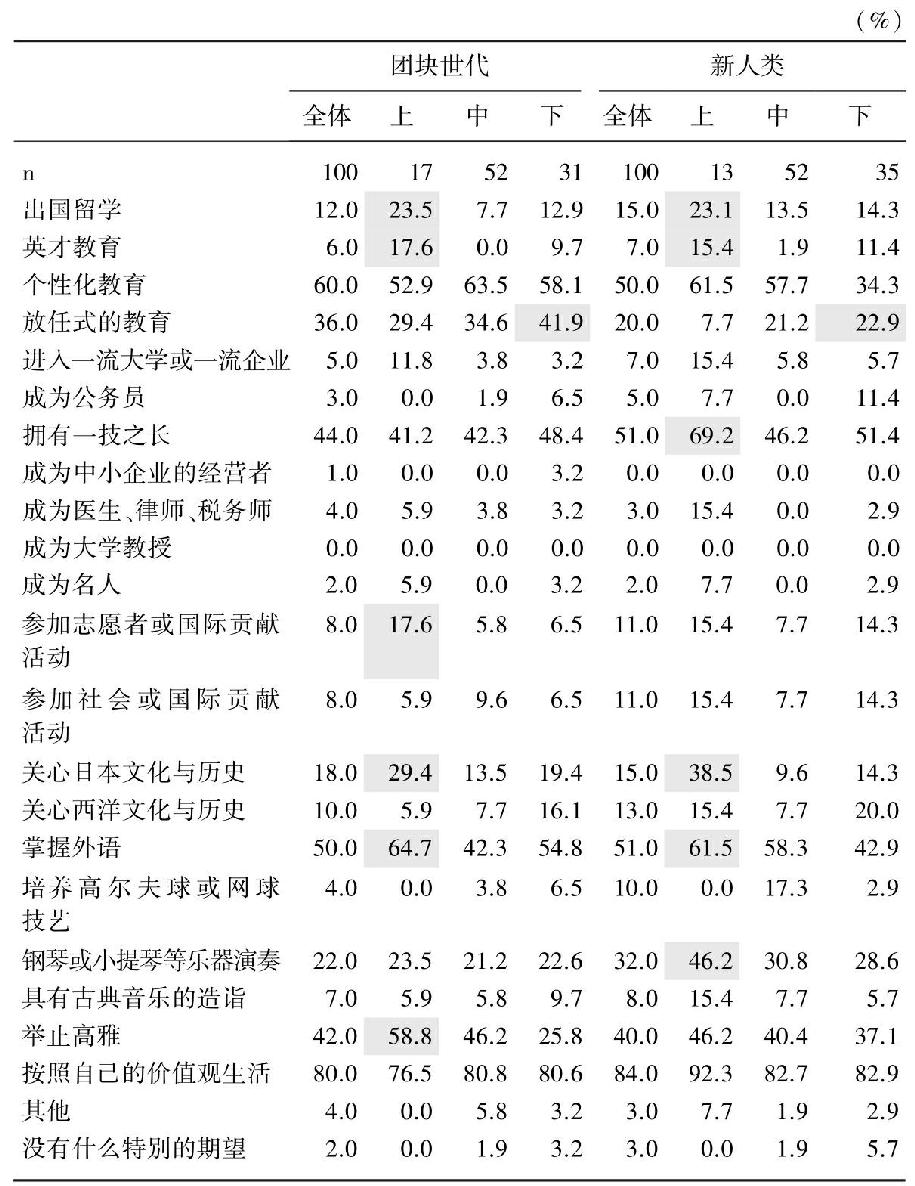 (%)
团块世代 新人类
全体 上 中 下 全体 上 中 下
n 100 17 52 31 100 13 52 35
出国留学 12.0 23.5 7.7 12.9 15.0 23.1 13.5 14.3
英才教育 6.0 17.6 0.0 9.7 7.0 15.4 1.9 11.4
个性化教育 60.0 52.9 63.5 58.1 50.0 61.5 57.7 34.3
放任式的教育 36.0 29.4 34.6 41.9 20.0 7.7 21.2 22.9
进入一流大学或一流企业 5.0 11.8 3.8 3.2 7.0 15.4 5.8 5.7
成为公务员 3.0 0.0 1.9 6.5 5.0 7.7 0.0 11.4
拥有一技之长 44.0 41.2 42.3 48.4 51.0 69.2 46.2 51.4
成为中小企业的经营者 1.0 0.0 0.0 3.2 0.0 0.0 0.0 0.0
成为医生、律师、税务师 4.0 5.9 3.8 3.2 3.0 15.4 0.0 2.9
成为大学教授 0.0 0.0 0.0 0.0 0.0 0.0 0.0 0.0
成为名人 2.0 5.9 0.0 3.2 2.0 7.7 0.0 2.9
参加志愿者或国际贡献 8.0 17.6 5.8 6.5 11.0 15.4 7.7 14.3
活动
参加社会或国际贡献 8.0 5.9 9.6 6.5 11.0 15.4 7.7 14.3
活动
关心日本文化与历史 18.0 29.4 13.5 19.4 15.0 38.5 9.6 14.3
关心西洋文化与历史 10.0 5.9 7.7 16.1 13.0 15.4 7.7 20.0
掌握外语 50.0 64.7 42.3 54.8 51.0 61.5 58.3 42.9
培养高尔夫球或网球 4.0 0.0 3.8 6.5 10.0 0.0 17.3 2.9
技艺
钢琴或小提琴等乐器演奏 22.0 23.5 21.2 22.6 32.0 46.2 30.8 28.6
具有古典音乐的造诣 7.0 5.9 5.8 9.7 8.0 15.4 7.7 5.7
举止高雅 42.0 58.8 46.2 25.8 40.0 46.2 40.4 37.1
按照自己的价值观生活 80.0 76.5 80.8 80.6 84.0 92.3 82.7 82.9
其他 4.0 0.0 5.8 3.2 3.0 7.7 1.9 2.9
没有什么特别的期望 2.0 0.0 1.9 3.2 3.0 0.0 1.9 5.7